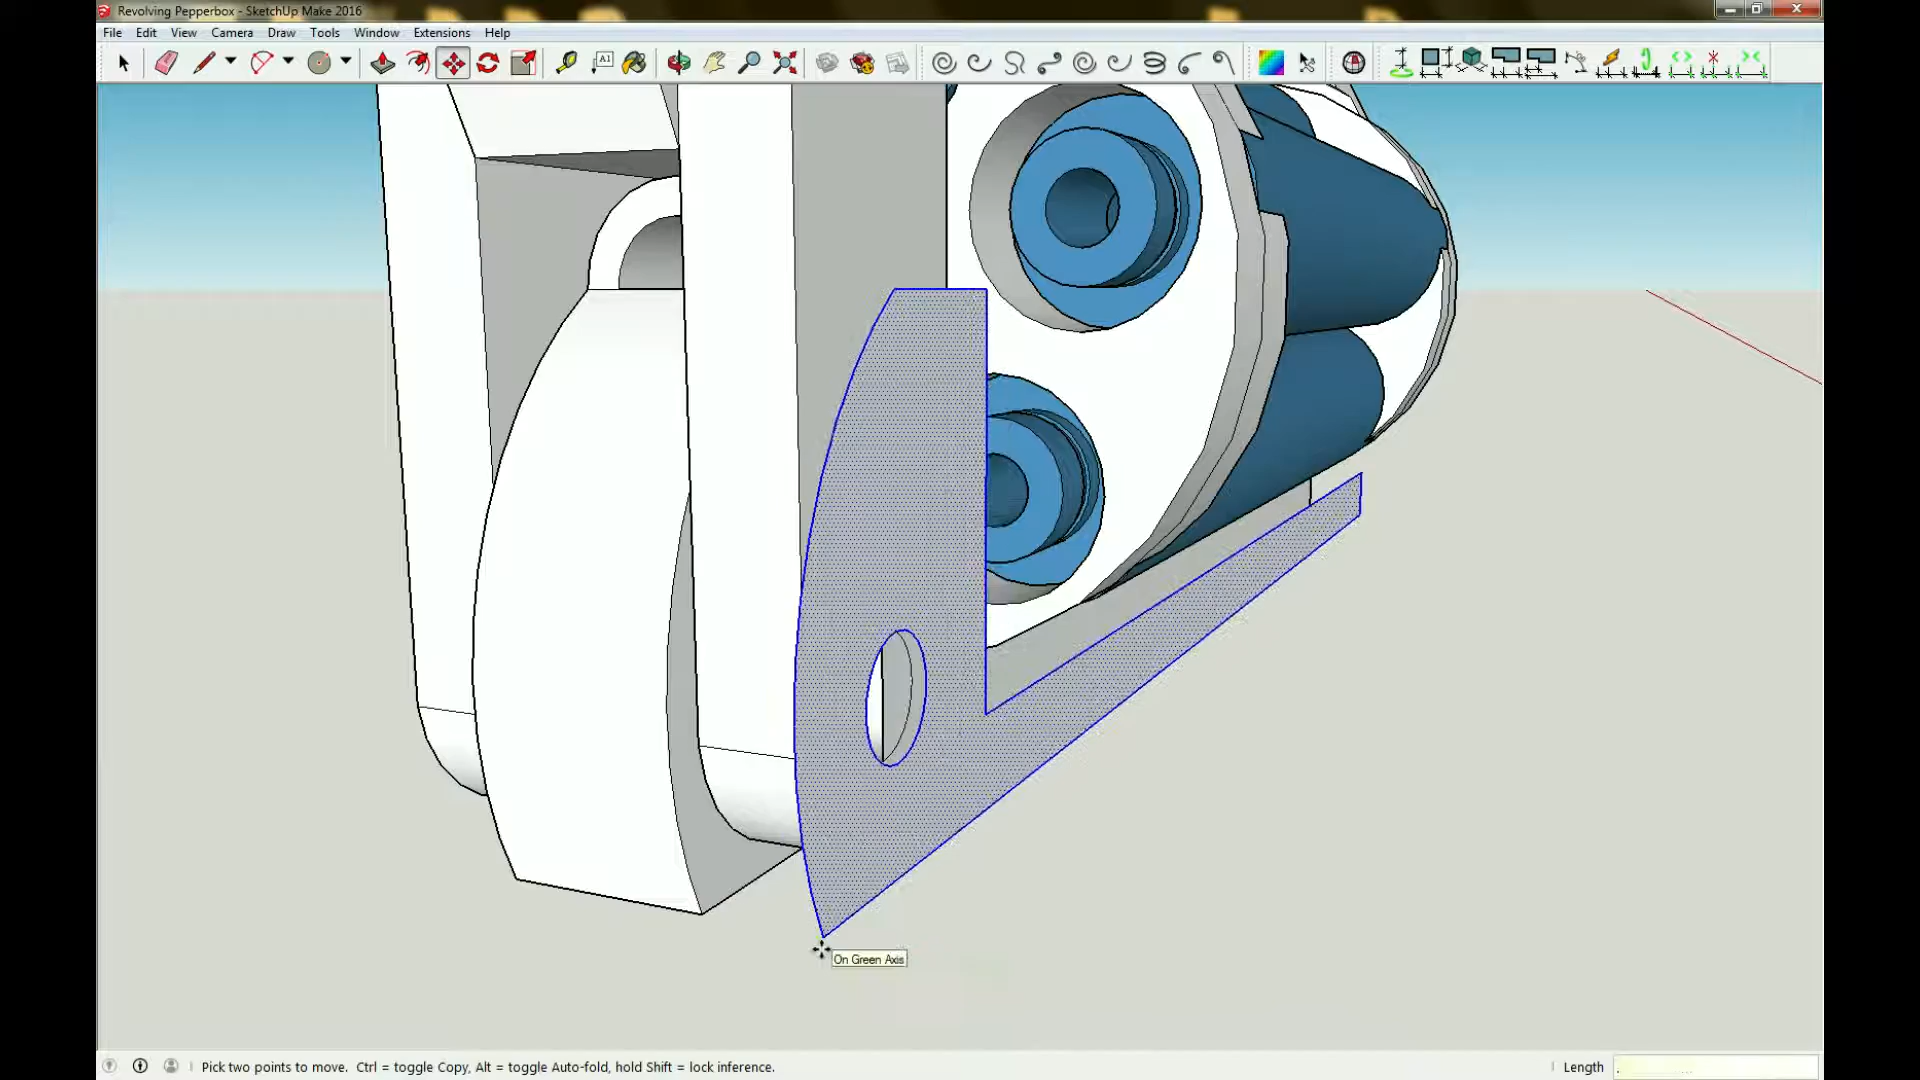 Revolving Pepperbox - SketchUp Make 2016
File Edit View Camera Draw Tools Window Extensions Help
A1
On Green Axis
Pick two points to move. Ctrl = toggle Copy, Alt = toggle Auto-fold, hold Shift = lock inference.
Length